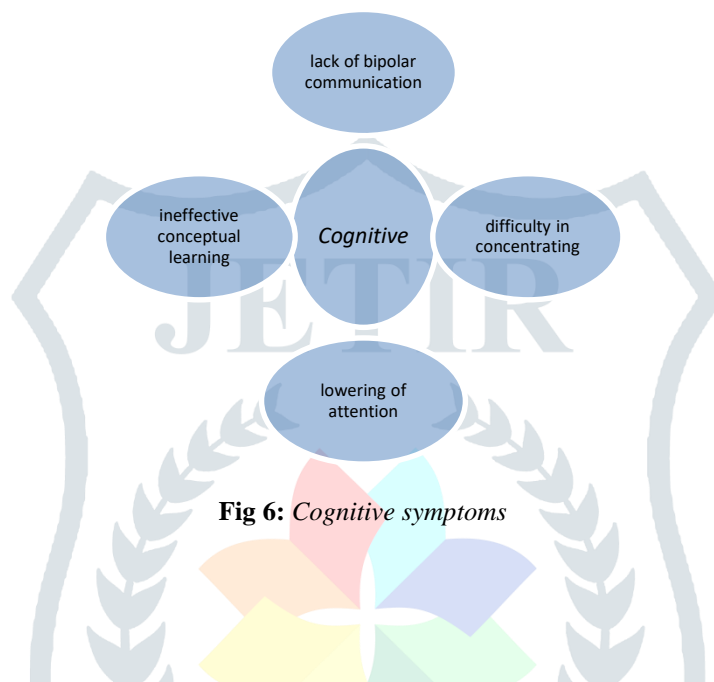 lack of bipolar
communication
ineffective
conceptual
learning
Cognitive
difficulty in
concentrating
JETIR
lowering of
attention
Fig 6: Cognitive symptoms